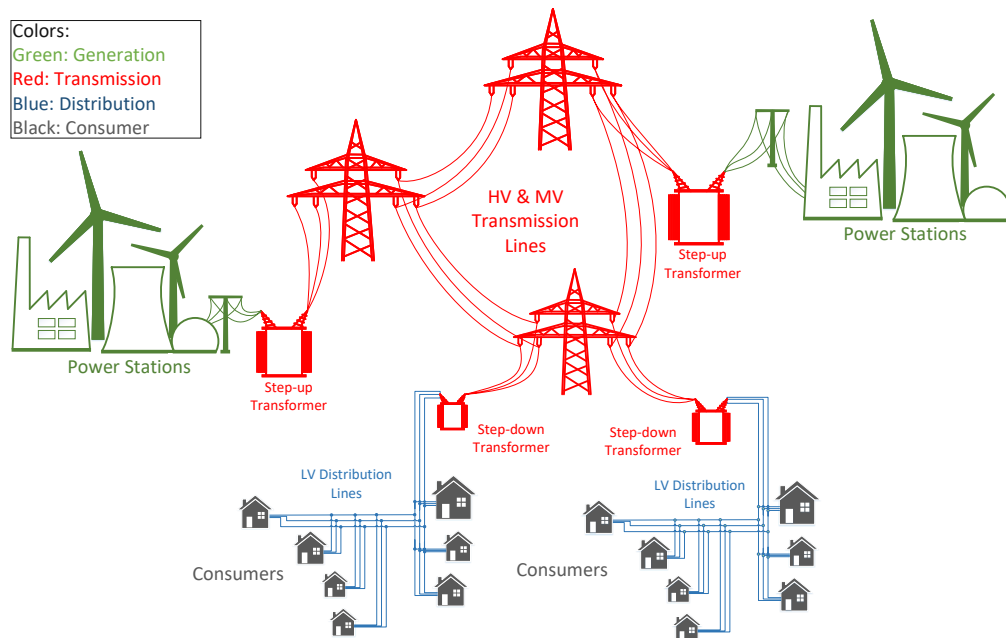 Colors:
Green: Generation
Red: Transmission
Blue: Distribution
Black: Consumer
HV & MV
Transmission
Lines
Power Stations
Step-up
Transformer
Power Stations
Step-up
Transformer
Step-down
Transformer
Step-down
Transformer
LV Distribution
Lines
LV Distribution
Lines
Consumers
Consumers